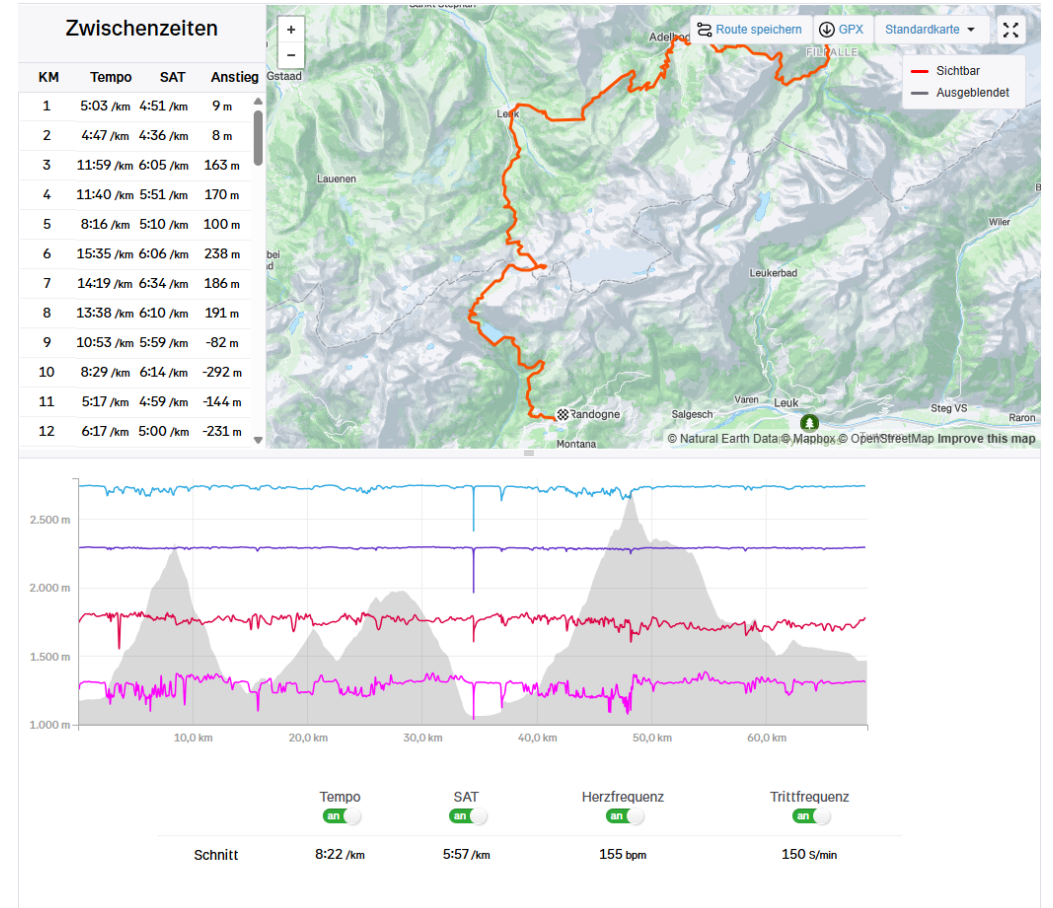 Zwischenzeiten
KM Tempo SAT Anstieg
1 5:03 /km 4:51 /km 9 m
2 4:47 /km 4:36 /km 8 m
3 11:59 /km 6:05 /km 163 m
4 11:40 /km 5:51 /km 170 m
5 8:16 /km 5:10 /km 100 m
6 15:35 /km 6:06 /km 238 m
7 14:19 /km 6:34 /km 186 m
8 13:38 /km 6:10 /km 191 m
9 10:53 /km 5:59 /km -82 m
10 8:29 /km 6:14 /km -292 m
11 5:17 /km 4:59 /km -144 m
12 6:17 /km 5:00 /km -231 m
Sankt Stephan
+
−
Route speichern
GPX
Standardkarte
Sichtbar
Ausgeblendet
Gstaad
Lenk
Lauenen
Wiler
Leukerbad
Randogne
Montana
Salgesch
Varen
Leuk
Steg VS
Raron
© Natural Earth Data © Mapbox © OpenStreetMap Improve this map
2.500 m
2.000 m
1.500 m
1.000 m
10,0 km 20,0 km 30,0 km 40,0 km 50,0 km 60,0 km
Tempo SAT Herzfrequenz Trittfrequenz
an an an an
Schnitt 8:22 /km 5:57 /km 155 bpm 150 S/min